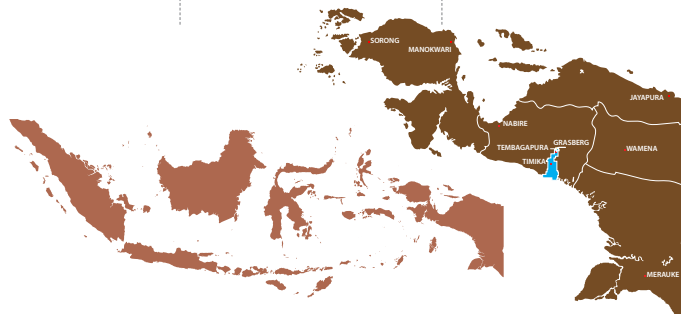 SORONG
MANOKWARI
JAYAPURA
NABIRE
TEMBAGAPURA
GRASBERG
WAMENA
TIMIKA
MERAUKE